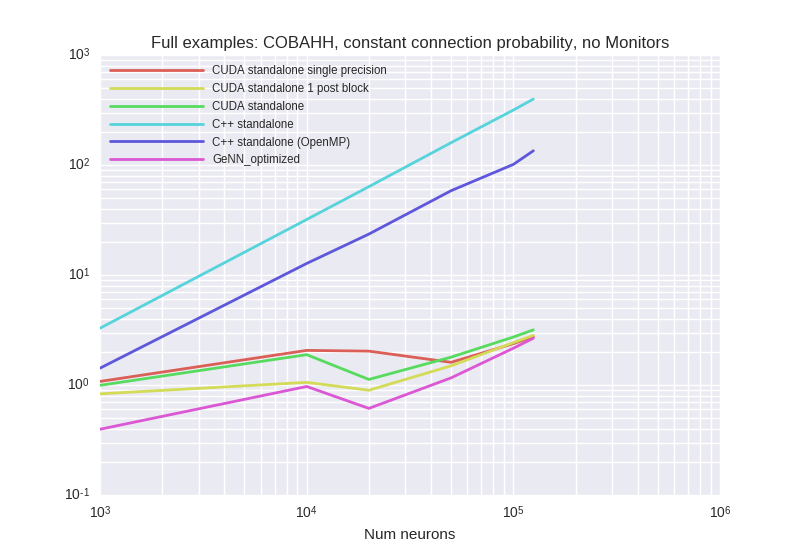 Full examples: COBAHH, constant connection probability, no Monitors
10³
CUDA standalone single precision
CUDA standalone 1 post block
CUDA standalone
C++ standalone
C++ standalone (OpenMP)
GeNN_optimized
10²
10¹
10⁰
10⁻¹
10³ 10⁴ 10⁵ 10⁶
Num neurons